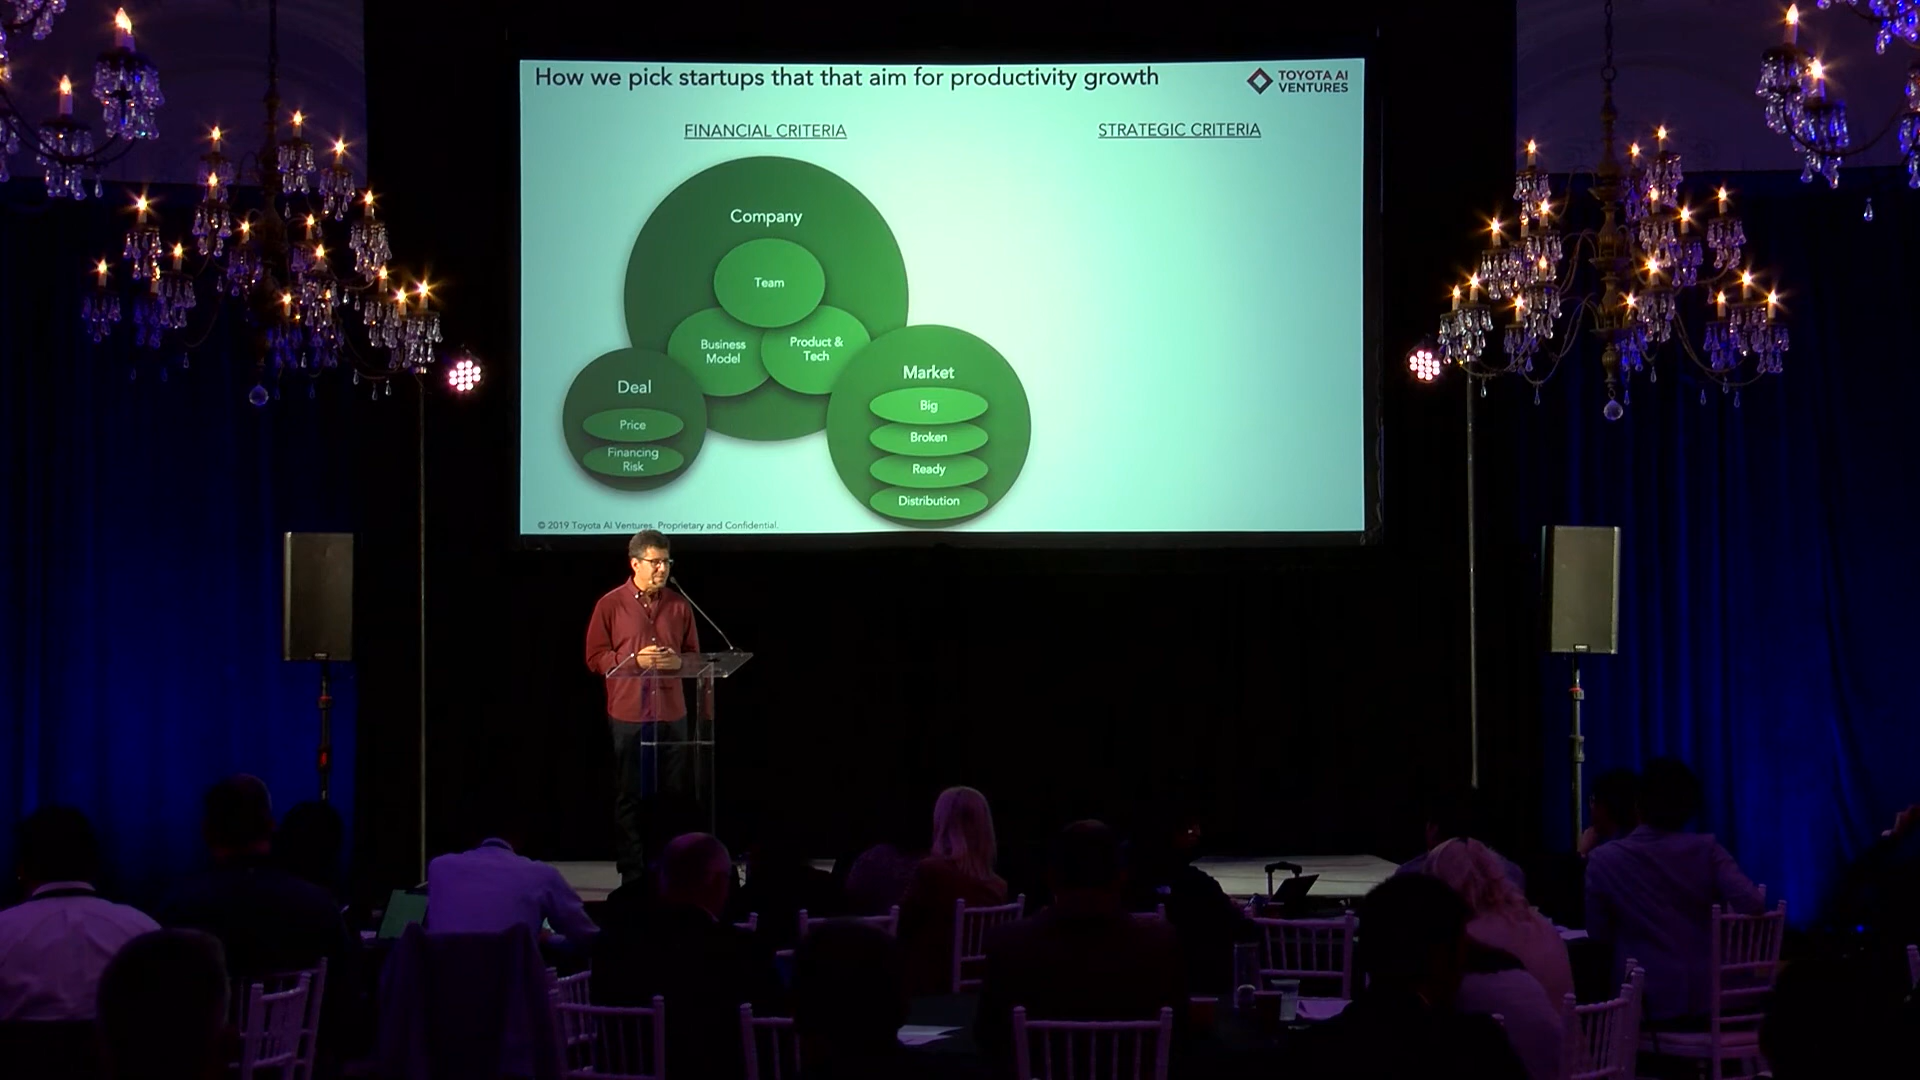 How we pick startups that that aim for productivity growth
TOYOTA AI
VENTURES
FINANCIAL CRITERIA
STRATEGIC CRITERIA
Company
Team
Business
Model
Product &
Tech
Deal
Price
Financing
Risk
Market
Big
Broken
Ready
Distribution
© 2019 Toyota AI Ventures. Proprietary and Confidential.